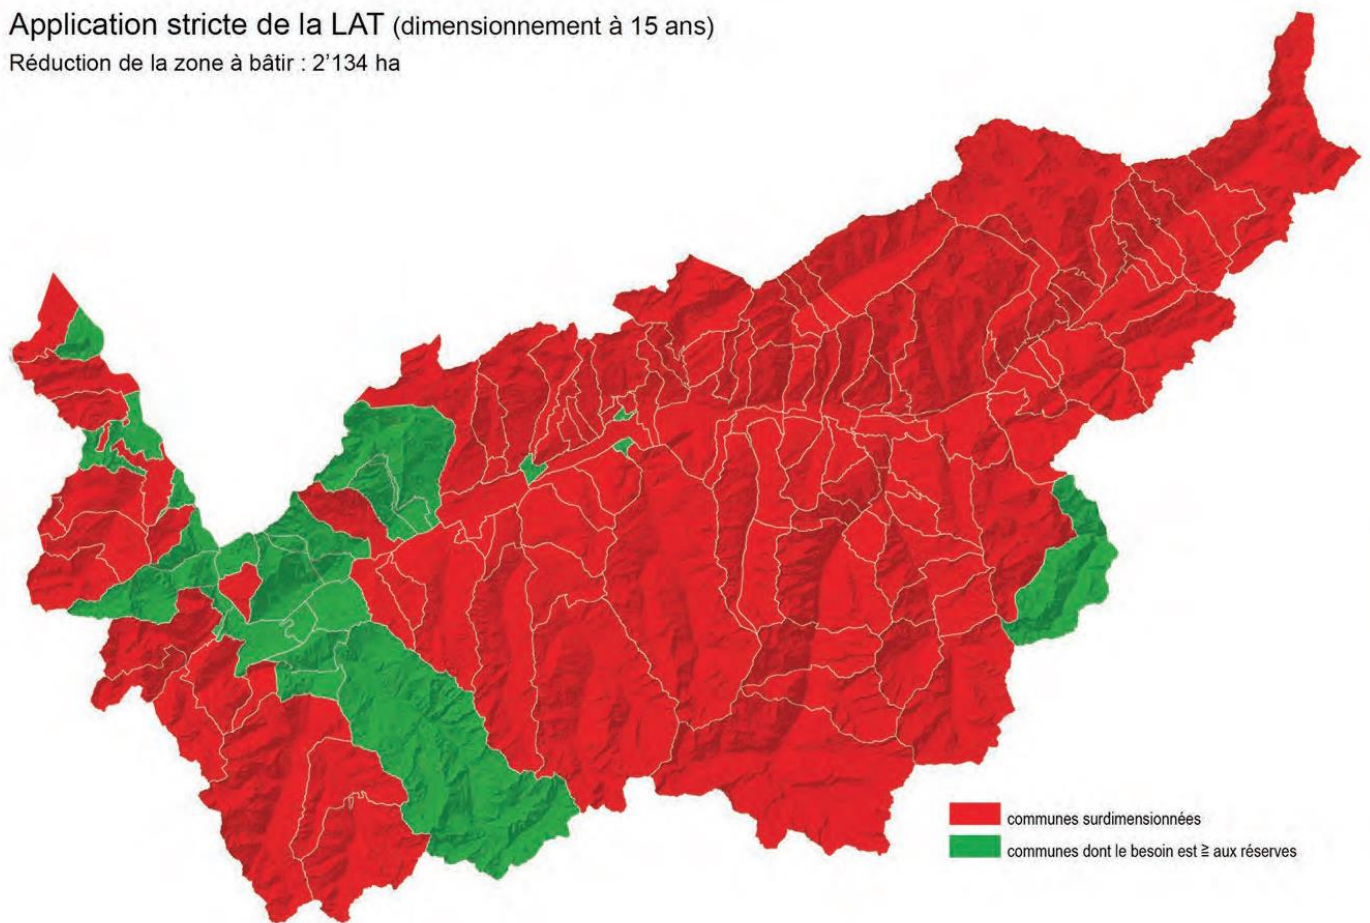 Application stricte de la LAT (dimensionnement à 15 ans)
Réduction de la zone à bâtir : 2'134 ha
communes surdimensionnées
communes dont le besoin est ≥ aux réserves